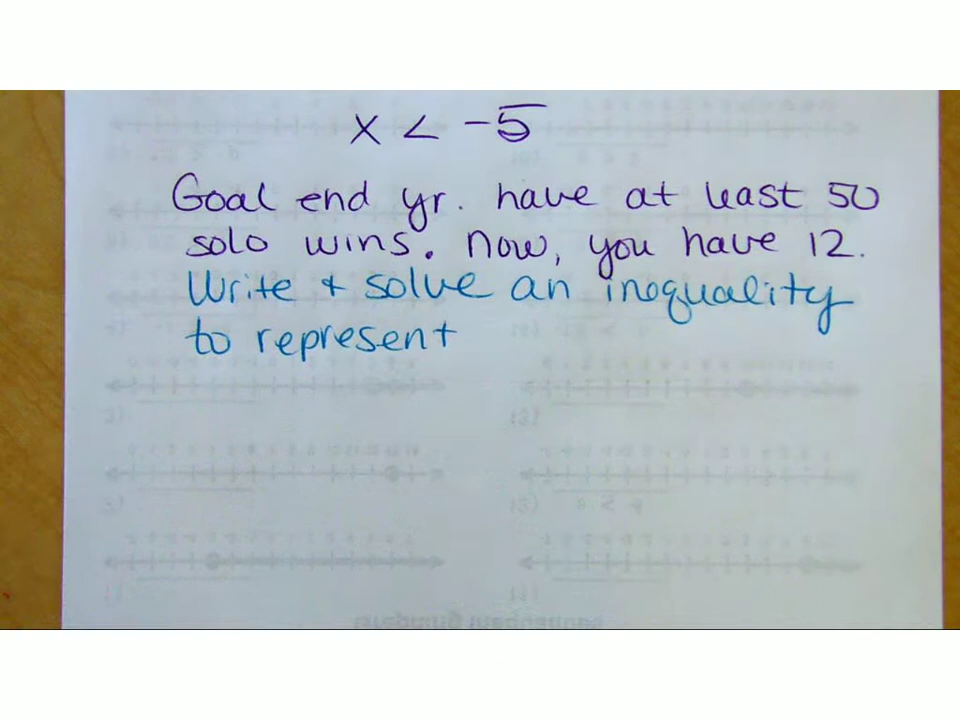 x < -5
Goal end yr. have at least 50
solo wins. Now, you have 12.
Write + solve an inequality
to represent